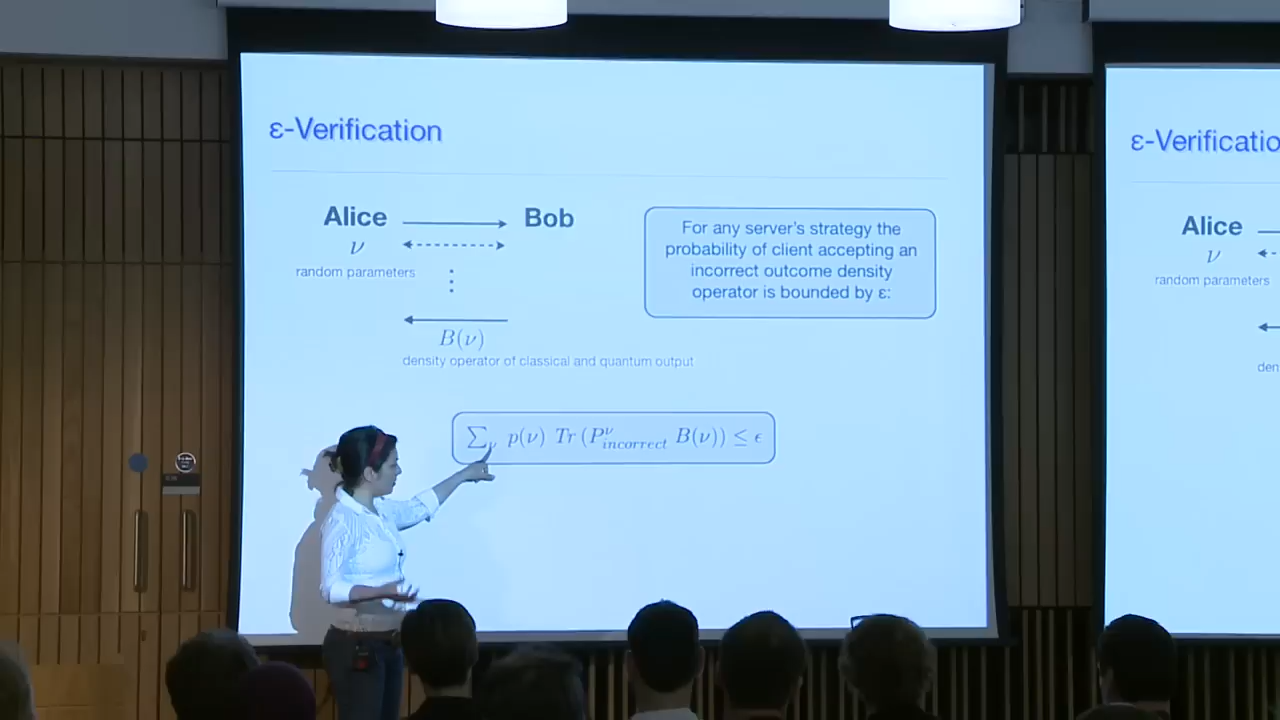 ε-Verification
Alice
Bob
ν
random parameters
B(ν)
density operator of classical and quantum output
For any server's strategy the
probability of client accepting an
incorrect outcome density
operator is bounded by ε:
∑_ν p(ν) Tr (P^ν_incorrect B(ν)) ≤ ϵ
ε-Verificatio
Alice
ν
random parameters
den